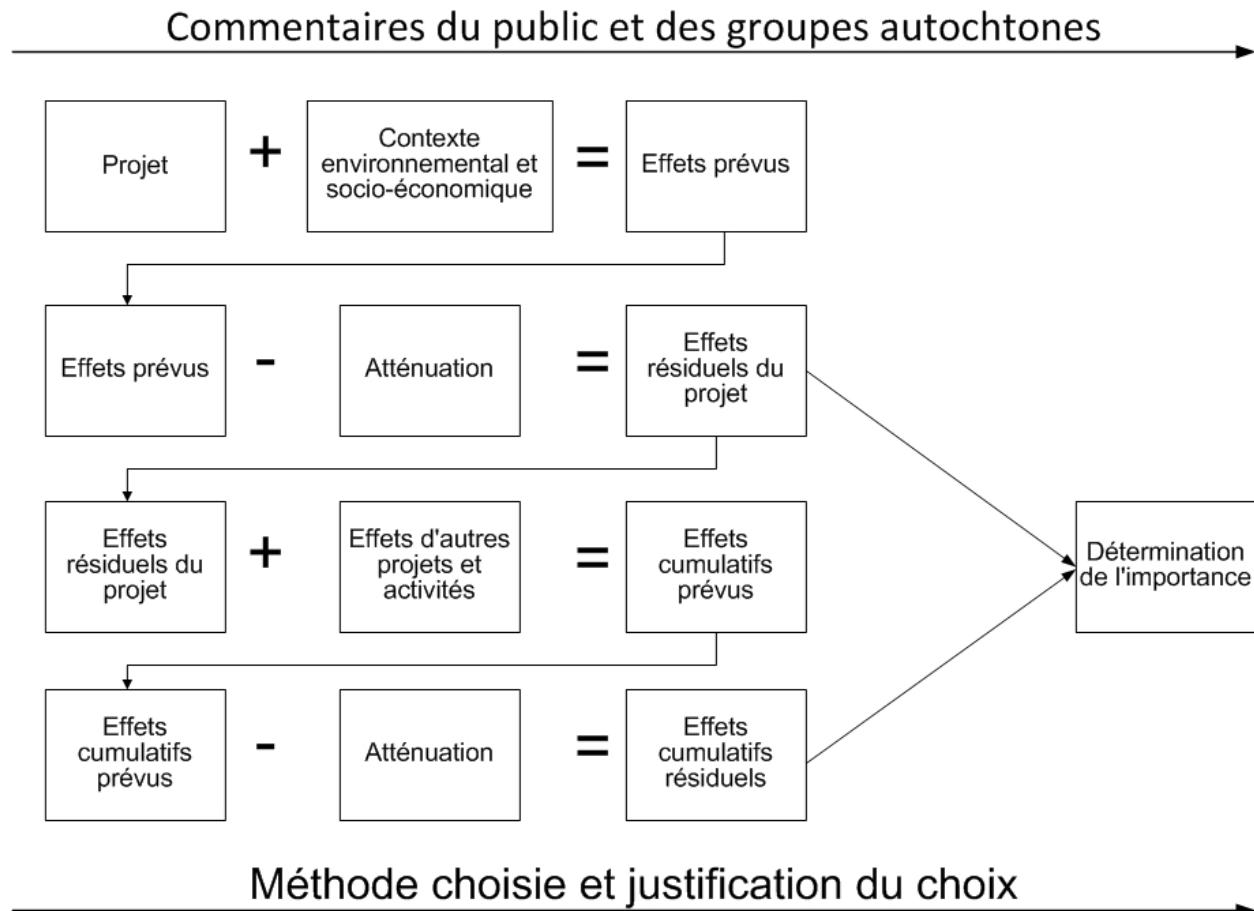 Commentaires du public et des groupes autochtones
Projet
+
Contexte
environnemental et
socio-économique
=
Effets prévus
Effets prévus
-
Atténuation
=
Effets
résiduels du
projet
Effets
résiduels du
projet
+
Effets d'autres
projets et
activités
=
Effets
cumulatifs
prévus
Détermination
de l'importance
Effets
cumulatifs
prévus
-
Atténuation
=
Effets
cumulatifs
résiduels
Méthode choisie et justification du choix